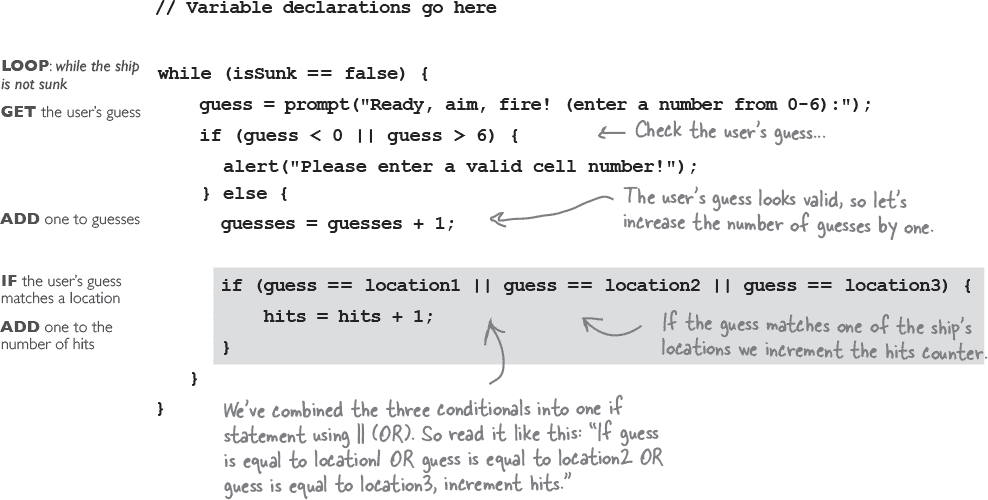 // Variable declarations go here
LOOP: while the ship
is not sunk
while (isSunk == false) {
GET the user's guess
guess = prompt("Ready, aim, fire! (enter a number from 0-6):");
if (guess < 0 || guess > 6) {
Check the user's guess...
alert("Please enter a valid cell number!");
} else {
The user's guess looks valid, so let's
increase the number of guesses by one.
ADD one to guesses
guesses = guesses + 1;
IF the user's guess
matches a location
if (guess == location1 || guess == location2 || guess == location3) {
ADD one to the
number of hits
hits = hits + 1;
}
If the guess matches one of the ship's
locations we increment the hits counter.
}
}
We've combined the three conditionals into one if
statement using || (OR). So read it like this: "If guess
is equal to location1 OR guess is equal to location2 OR
guess is equal to location3, increment hits."